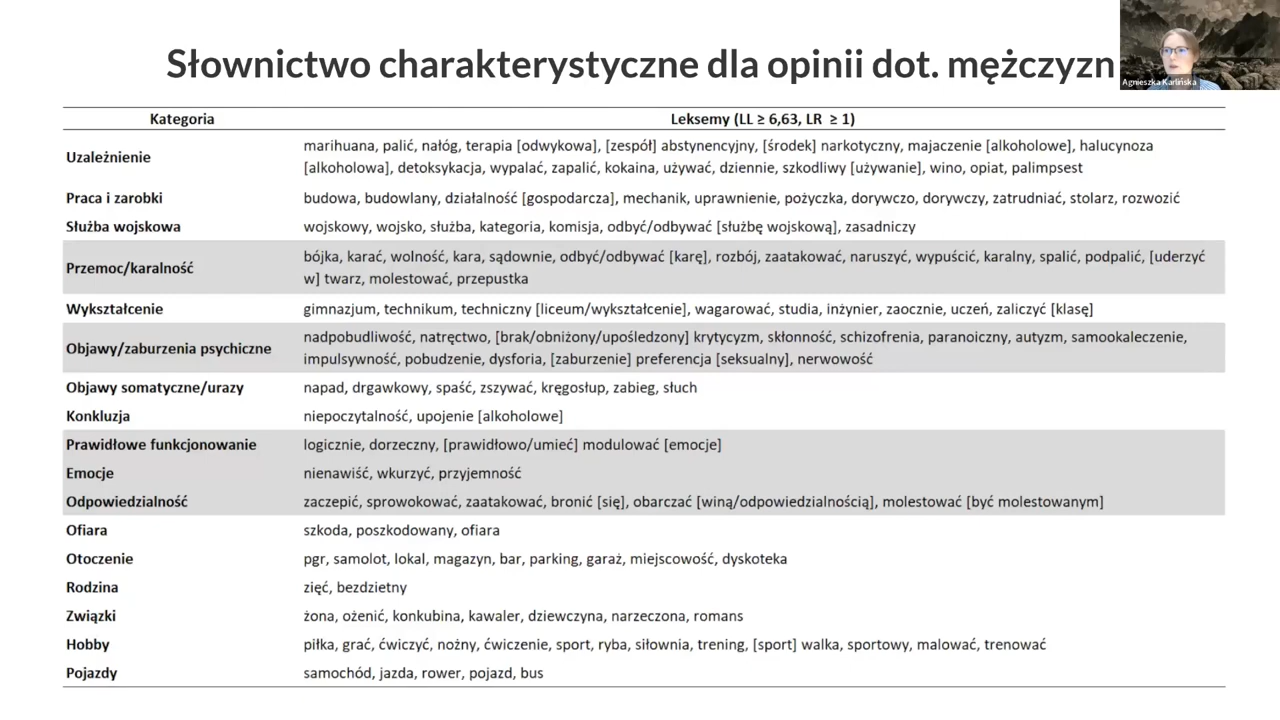 Słownictwo charakterystyczne dla opinii dot. mężczyzn
Agnieszka Karlińska
Kategoria Leksemy (LL ≥ 6,63, LR ≥ 1)
Uzależnienie marihuana, palić, nałóg, terapia [odwykowa], [zespół] abstynencyjny, [środek] narkotyczny, majaczenie [alkoholowe], halucynoza
[alkoholowa], detoksykacja, wypalać, zapalić, kokaina, używać, dziennie, szkodliwy [używanie], wino, opiat, palimpsest
Praca i zarobki budowa, budowlany, działalność [gospodarcza], mechanik, uprawnienie, pożyczka, dorywczo, dorywczy, zatrudniać, stolarz, rozwozić
Służba wojskowa wojskowy, wojsko, służba, kategoria, komisja, odbyć/odbywać [służbę wojskową], zasadniczy
Przemoc/karalność bójka, karać, wolność, kara, sądownie, odbyć/odbywać [karę], rozbój, zaatakować, naruszyć, wypuścić, karalny, spalić, podpalić, [uderzyć
w] twarz, molestować, przepustka
Wykształcenie gimnazjum, technikum, techniczny [liceum/wykształcenie], wagarować, studia, inżynier, zaocznie, uczeń, zaliczyć [klasę]
Objawy/zaburzenia psychiczne nadpobudliwość, natręctwo, [brak/obniżony/upośledzony] krytycyzm, skłonność, schizofrenia, paranoiczny, autyzm, samookaleczenie,
impulsywność, pobudzenie, dysforia, [zaburzenie] preferencja [seksualny], nerwowość
Objawy somatyczne/urazy napad, drgawkowy, spaść, zszywać, kręgosłup, zabieg, słuch
Konkluzja niepoczytalność, upojenie [alkoholowe]
Prawidłowe funkcjonowanie logicznie, dorzeczny, [prawidłowo/umieć] modulować [emocje]
Emocje nienawiść, wkurzyć, przyjemność
Odpowiedzialność zaczepić, sprowokować, zaatakować, bronić [się], obarczać [winą/odpowiedzialnością], molestować [być molestowanym]
Ofiara szkoda, poszkodowany, ofiara
Otoczenie pgr, samolot, lokal, magazyn, bar, parking, garaż, miejscowość, dyskoteka
Rodzina zięć, bezdzietny
Związki żona, ożenić, konkubina, kawaler, dziewczyna, narzeczona, romans
Hobby piłka, grać, ćwiczyć, nożny, ćwiczenie, sport, ryba, siłownia, trening, [sport] walka, sportowy, malować, trenować
Pojazdy samochód, jazda, rower, pojazd, bus